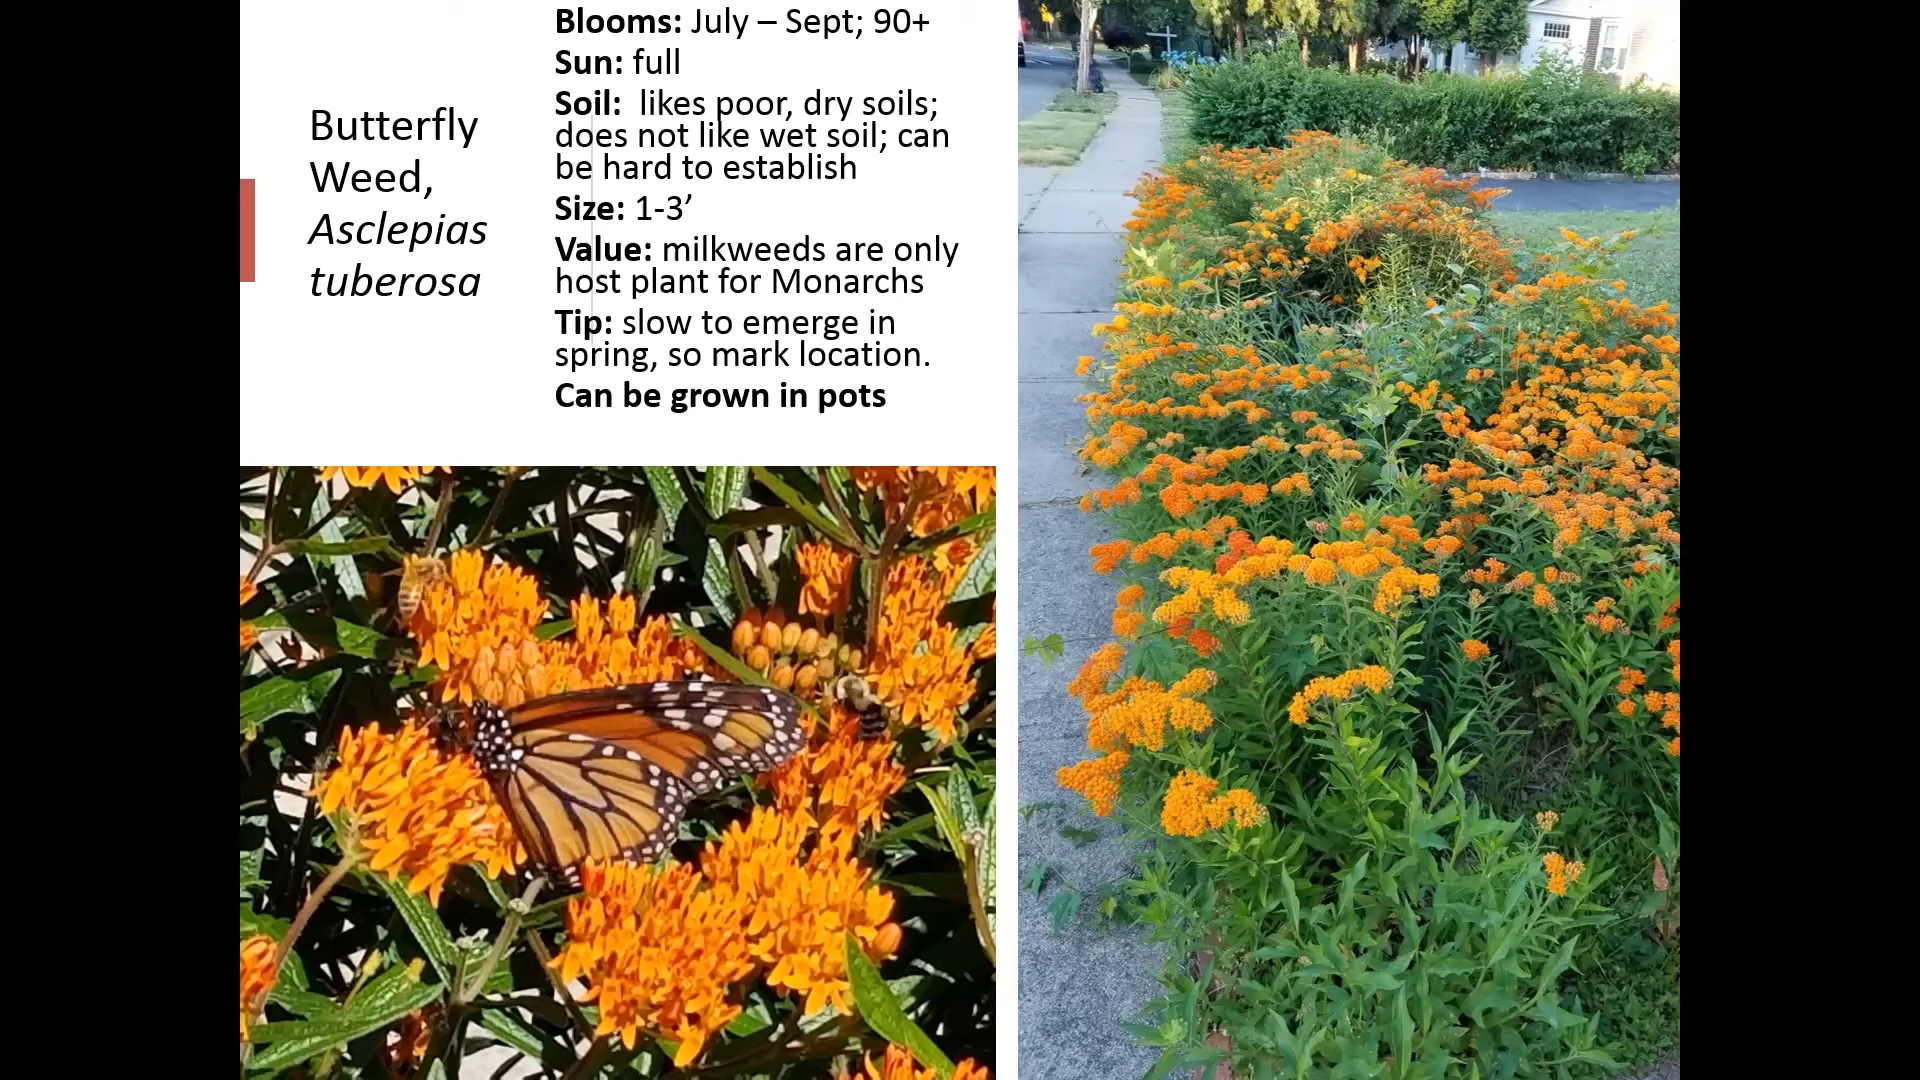 Butterfly
Weed,
Asclepias
tuberosa
Blooms: July – Sept; 90+
Sun: full
Soil:  likes poor, dry soils;
does not like wet soil; can
be hard to establish
Size: 1-3’
Value: milkweeds are only
host plant for Monarchs
Tip: slow to emerge in
spring, so mark location.
Can be grown in pots